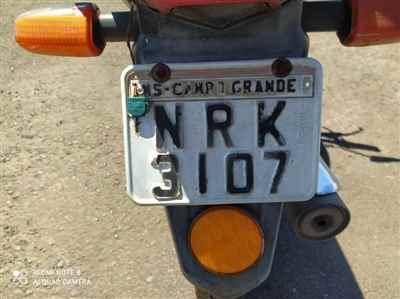 MS-CAMPO GRANDE
NRK
3107
REDMI NOTE 8
AI QUAD CAMERA